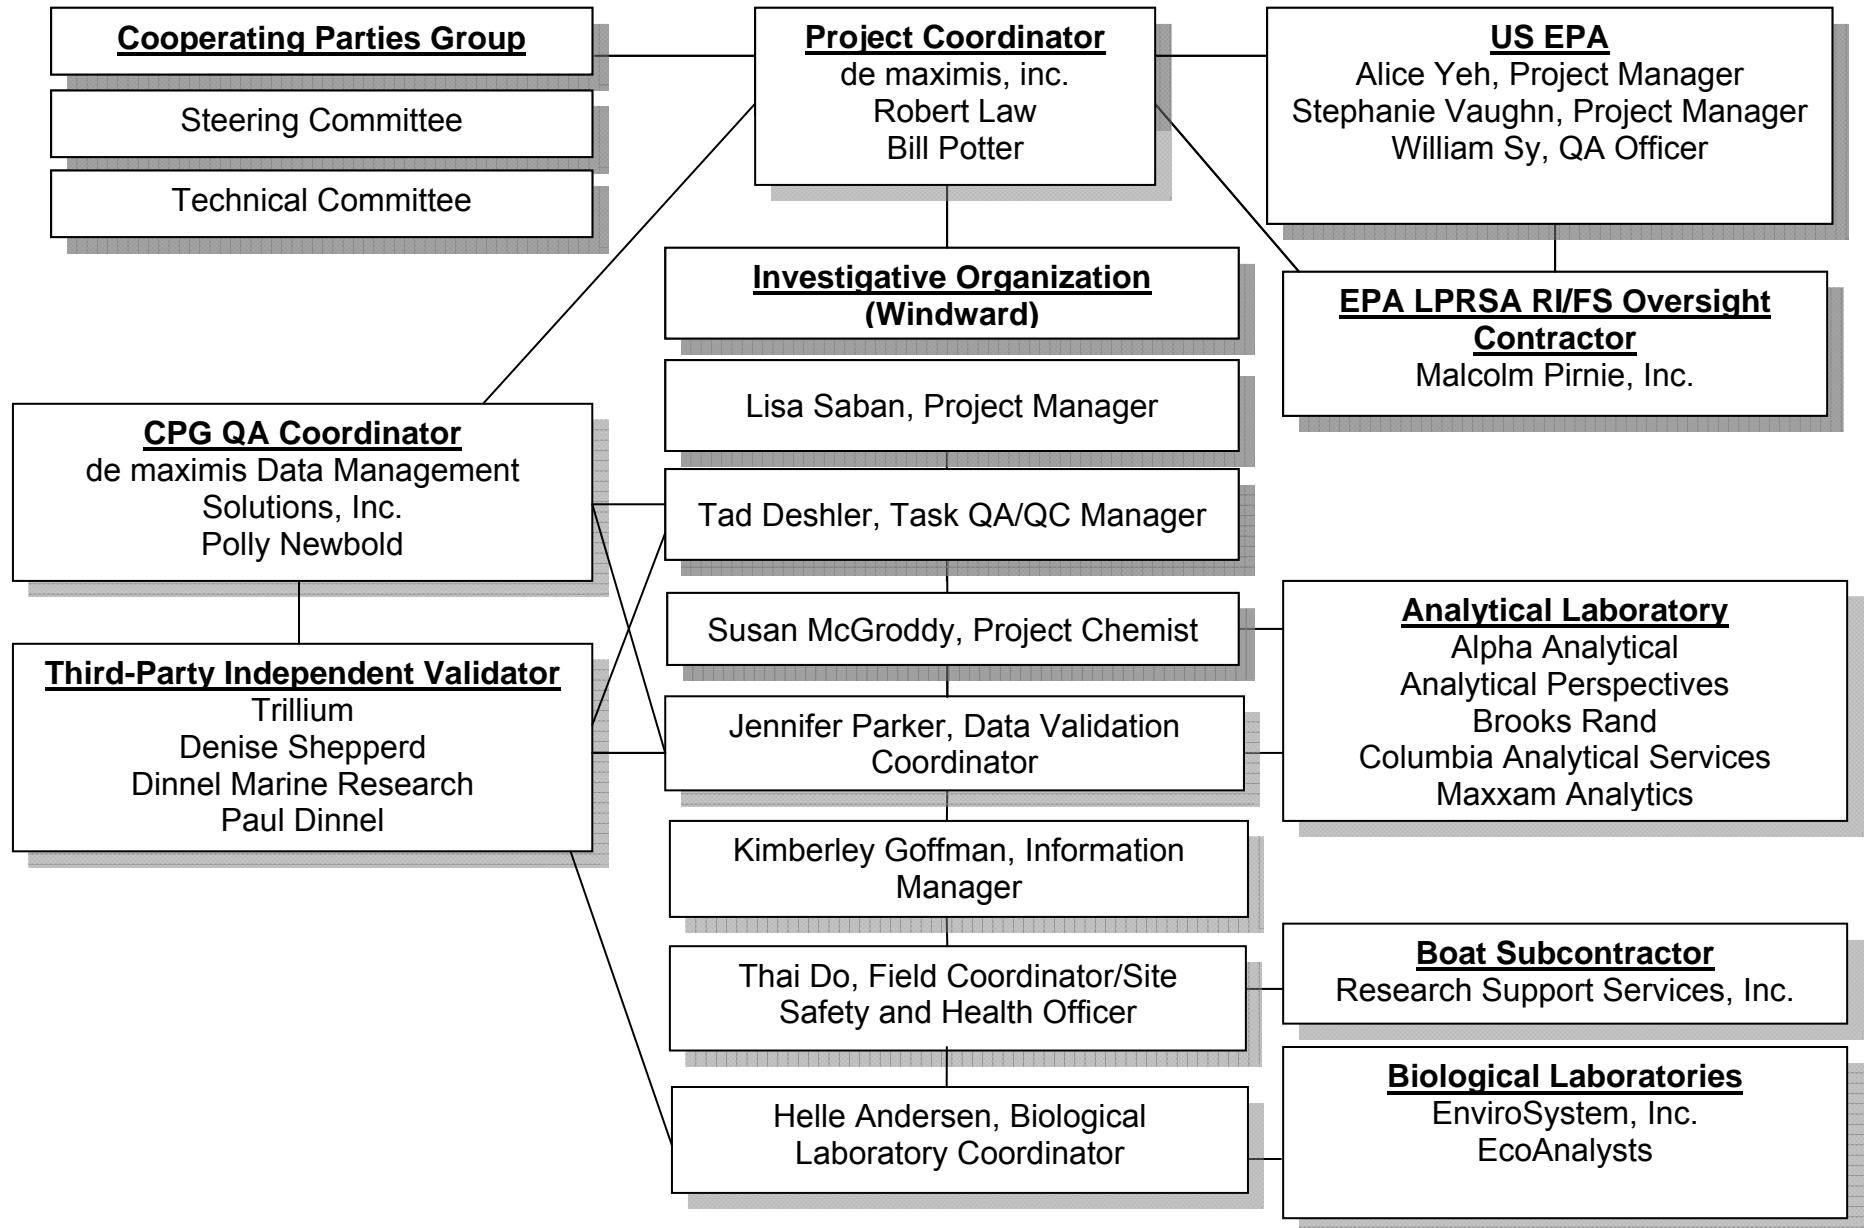 Cooperating Parties Group
Steering Committee
Technical Committee
Project Coordinator
de maximis, inc.
Robert Law
Bill Potter
US EPA
Alice Yeh, Project Manager
Stephanie Vaughn, Project Manager
William Sy, QA Officer
EPA LPRSA RI/FS Oversight
Contractor
Malcolm Pirnie, Inc.
Investigative Organization
(Windward)
Lisa Saban, Project Manager
Tad Deshler, Task QA/QC Manager
Susan McGroddy, Project Chemist
Jennifer Parker, Data Validation
Coordinator
Kimberley Goffman, Information
Manager
Thai Do, Field Coordinator/Site
Safety and Health Officer
Helle Andersen, Biological
Laboratory Coordinator
CPG QA Coordinator
de maximis Data Management
Solutions, Inc.
Polly Newbold
Third-Party Independent Validator
Trillium
Denise Shepperd
Dinnel Marine Research
Paul Dinnel
Analytical Laboratory
Alpha Analytical
Analytical Perspectives
Brooks Rand
Columbia Analytical Services
Maxxam Analytics
Boat Subcontractor
Research Support Services, Inc.
Biological Laboratories
EnviroSystem, Inc.
EcoAnalysts